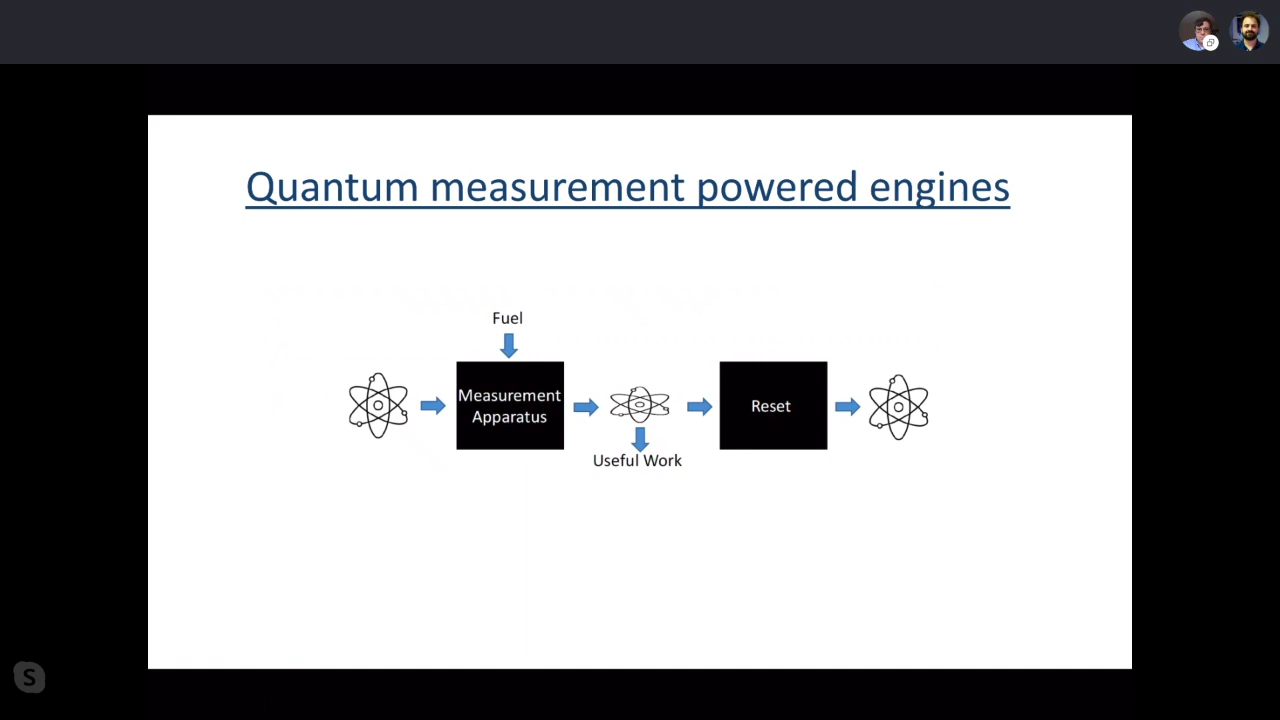 Quantum measurement powered engines
Fuel
Measurement
Apparatus
Reset
Useful Work
S